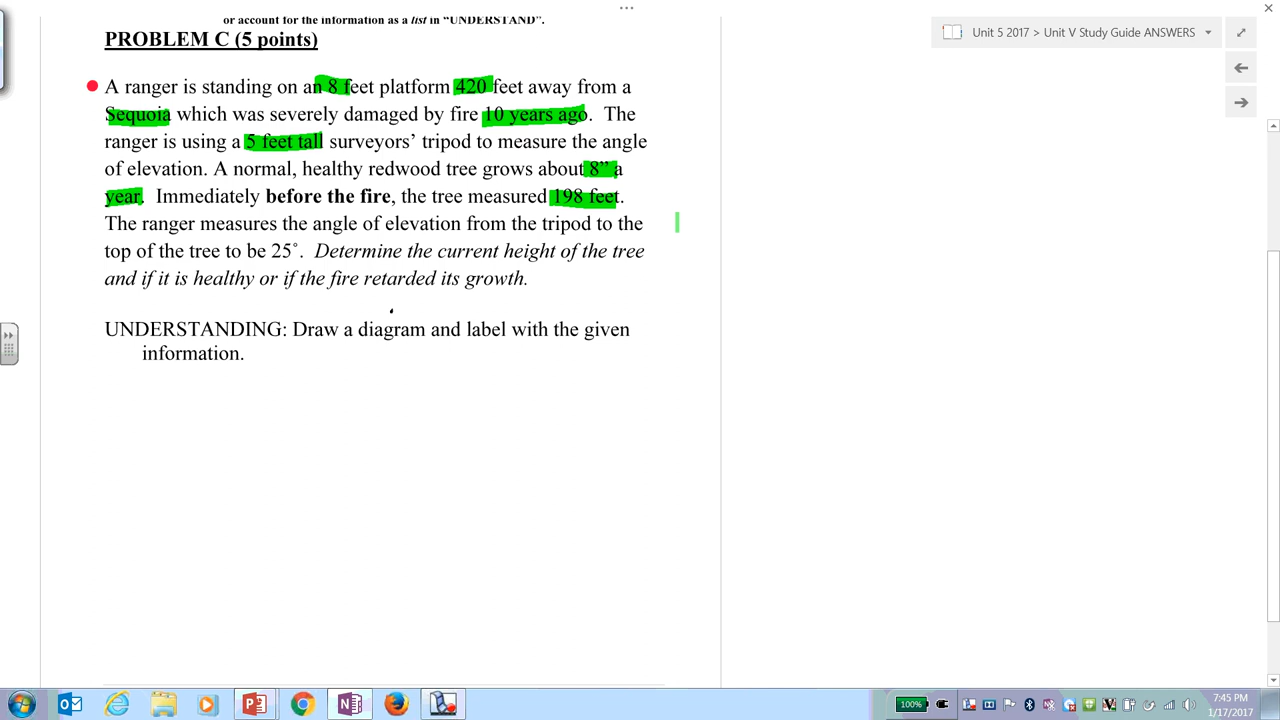 or account for the information as a list in “UNDERSTAND”.
PROBLEM C (5 points)
Unit 5 2017 > Unit V Study Guide ANSWERS
A ranger is standing on an 8 feet platform 420 feet away from a
Sequoia which was severely damaged by fire 10 years ago. The
ranger is using a 5 feet tall surveyors’ tripod to measure the angle
of elevation. A normal, healthy redwood tree grows about 8” a
year. Immediately before the fire, the tree measured 198 feet.
The ranger measures the angle of elevation from the tripod to the
top of the tree to be 25˚. Determine the current height of the tree
and if it is healthy or if the fire retarded its growth.
UNDERSTANDING: Draw a diagram and label with the given
information.
100%
7:45 PM
1/17/2017